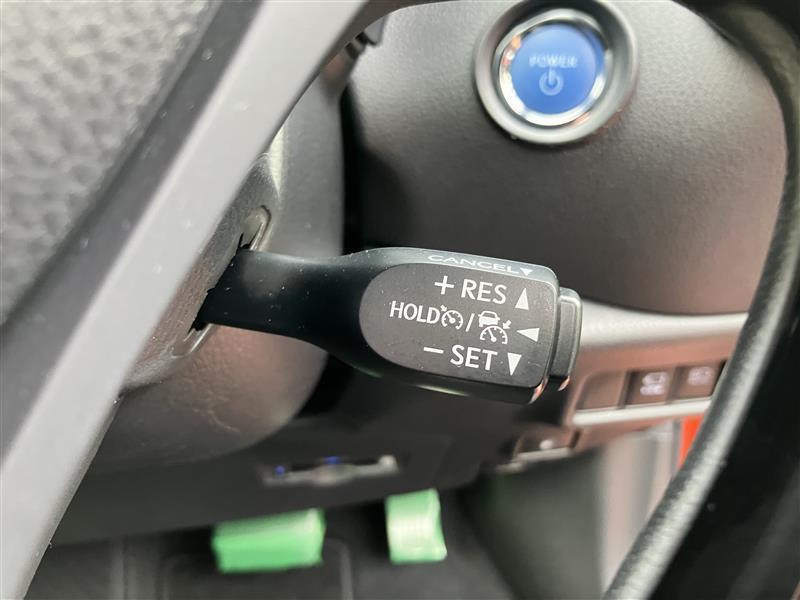 POWER
CANCEL▼
+ RES ▲
HOLD / ◀
− SET ▼